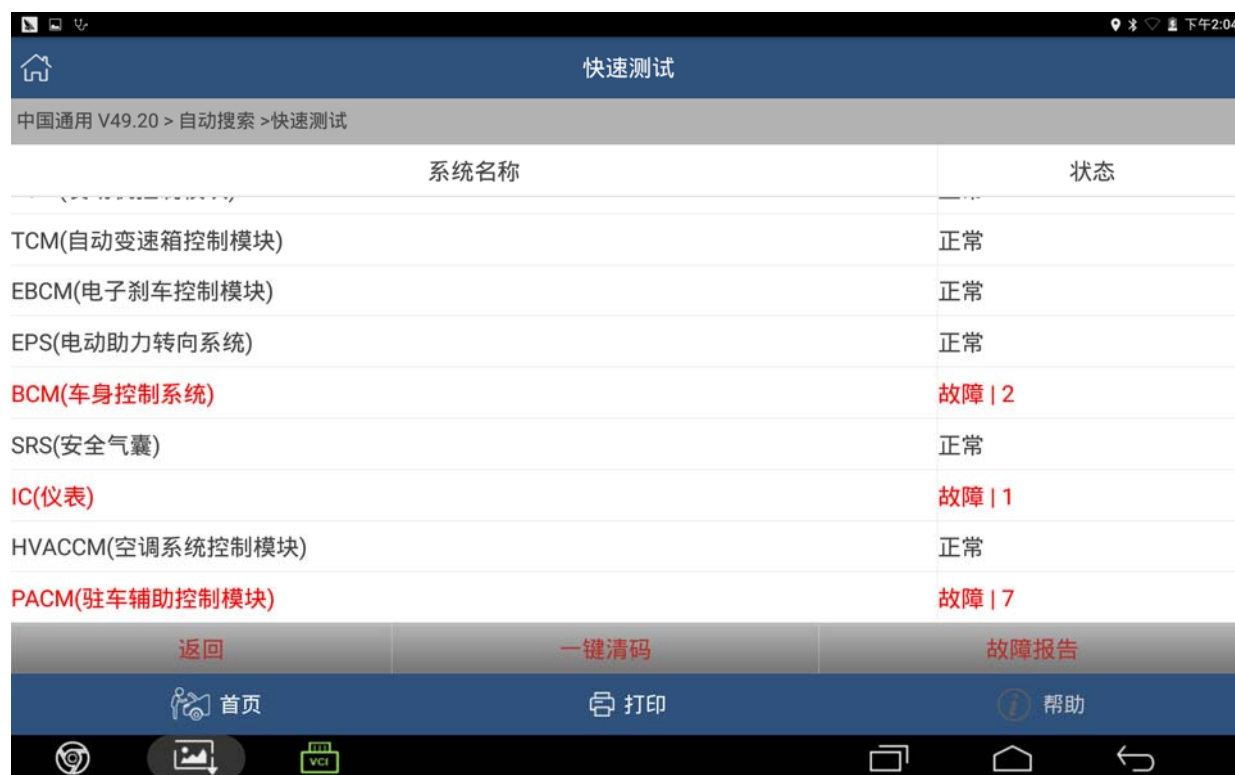 下午2:04
快速测试
中国通用 V49.20 > 自动搜索 >快速测试
系统名称 状态
TCM(自动变速箱控制模块) 正常
EBCM(电子刹车控制模块) 正常
EPS(电动助力转向系统) 正常
BCM(车身控制系统) 故障 | 2
SRS(安全气囊) 正常
IC(仪表) 故障 | 1
HVACCM(空调系统控制模块) 正常
PACM(驻车辅助控制模块) 故障 | 7
返回 一键清码 故障报告
首页 打印 帮助
VCI